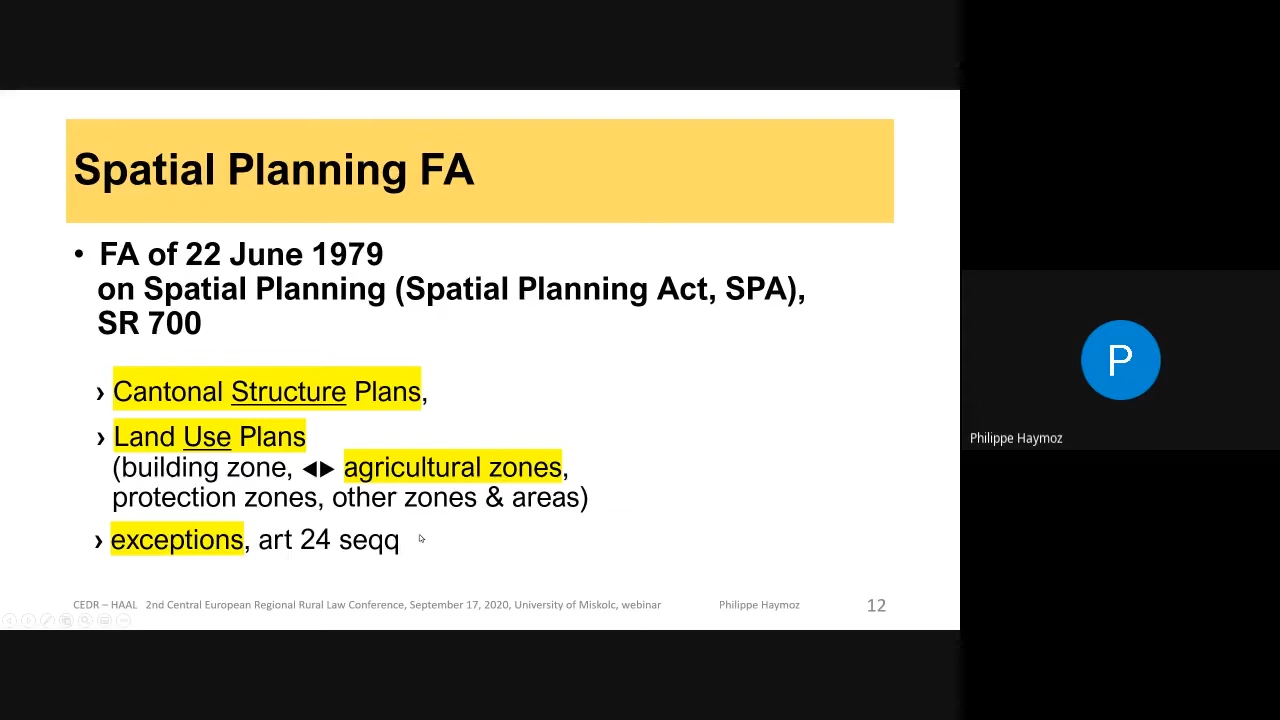 Spatial Planning FA
• FA of 22 June 1979
on Spatial Planning (Spatial Planning Act, SPA),
SR 700
› Cantonal Structure Plans,
› Land Use Plans
(building zone, ◄► agricultural zones,
protection zones, other zones & areas)
› exceptions, art 24 seqq
CEDR – HAAL 2nd Central European Regional Rural Law Conference, September 17, 2020, University of Miskolc, webinar Philippe Haymoz 12
P
Philippe Haymoz